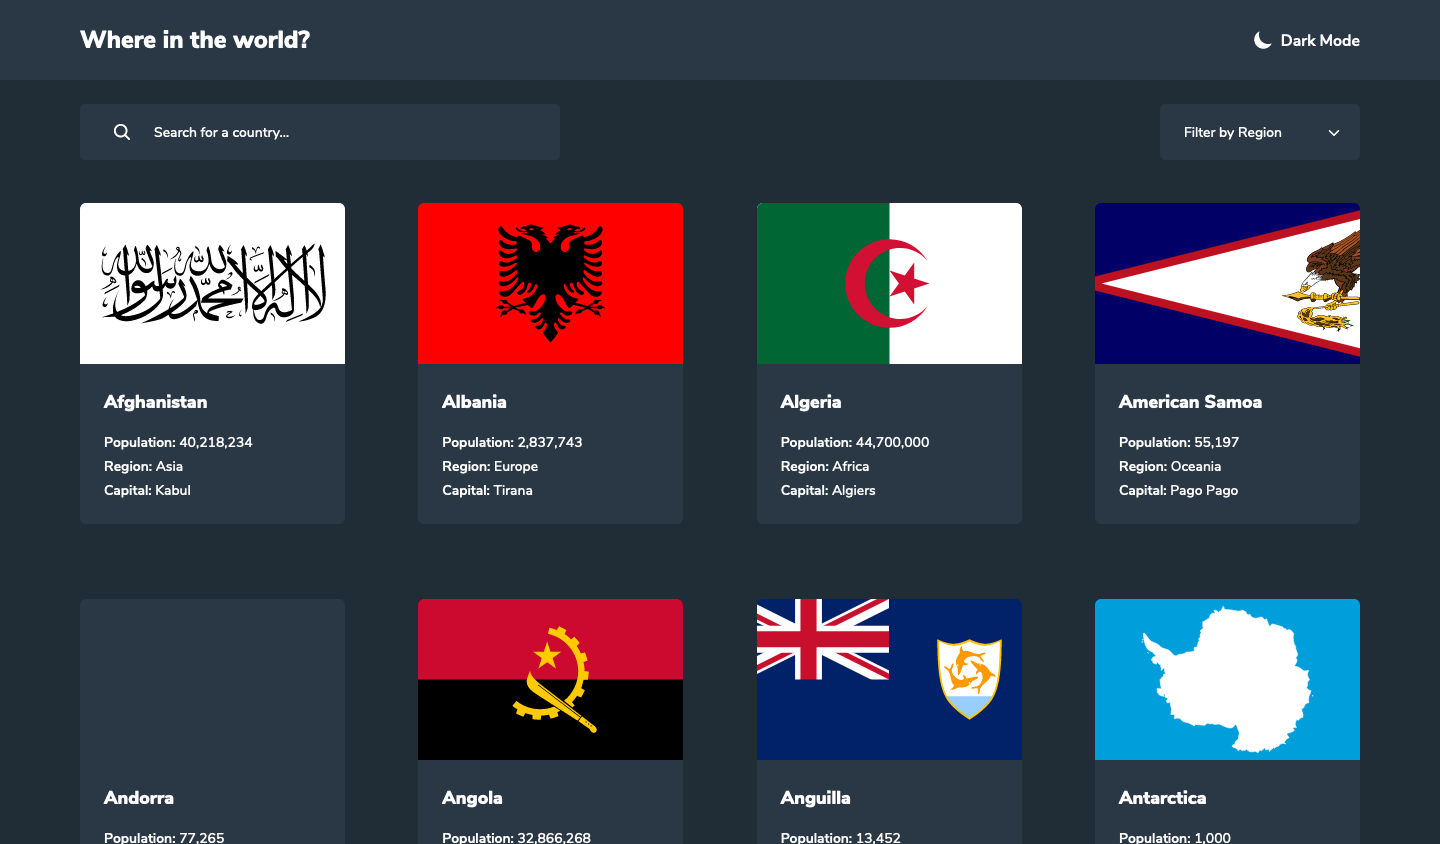 Where in the world?
Dark Mode
Search for a country...
Filter by Region
لا إله إلا الله محمد رسول الله
Afghanistan
Population: 40,218,234
Region: Asia
Capital: Kabul
Albania
Population: 2,837,743
Region: Europe
Capital: Tirana
Algeria
Population: 44,700,000
Region: Africa
Capital: Algiers
American Samoa
Population: 55,197
Region: Oceania
Capital: Pago Pago
Andorra
Population: 77,265
Angola
Population: 32,866,268
Anguilla
Population: 13,452
Antarctica
Population: 1,000